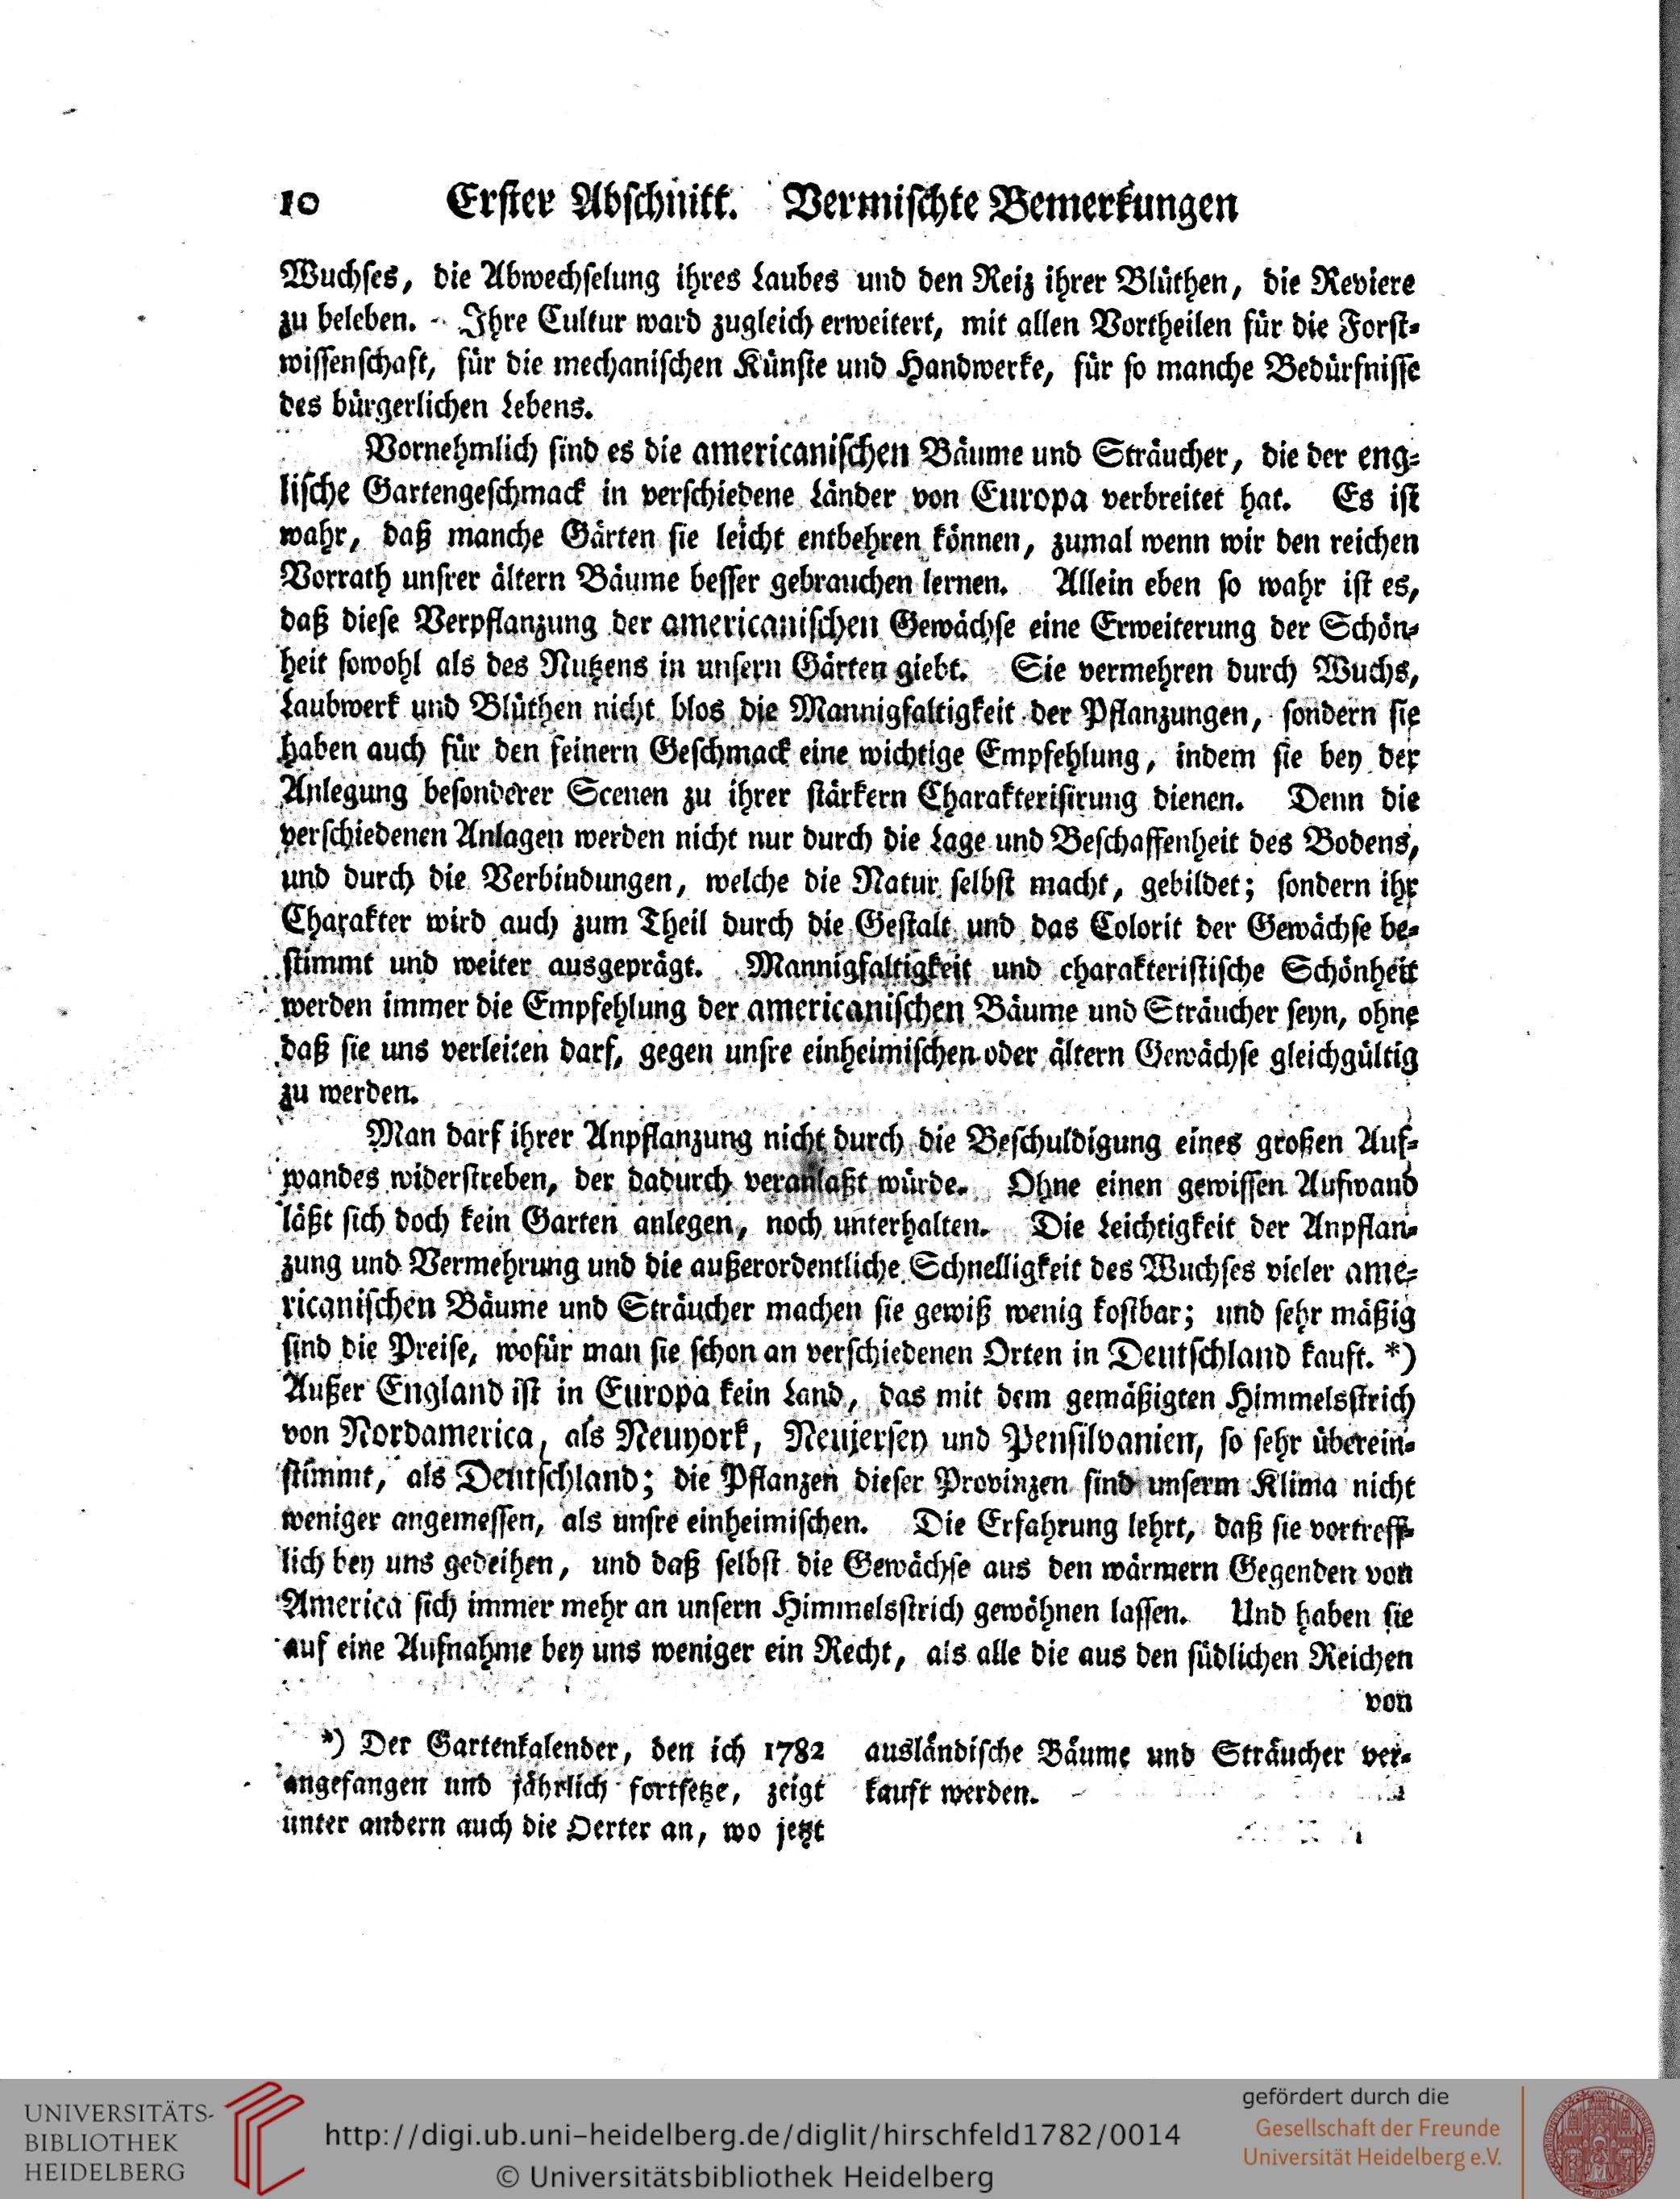 10 Erster Abschnitt. Vermischte Bemerkungen
Wuchses, die Abwechselung ihres Laubes und den Reiz ihrer Blüthen, die Reviere
zu beleben. - Ihre Cultur ward zugleich erweitert, mit allen Vortheilen für die Forst-
wissenschaft, für die mechanischen Künste und Handwerke, für so manche Bedürfnisse
des bürgerlichen Lebens.
Vornehmlich sind es die americanischen Bäume und Sträucher, die der eng-
lische Gartengeschmack in verschiedene Länder von Europa verbreitet hat. Es ist
wahr, daß manche Gärten sie leicht entbehren können, zumal wenn wir den reichen
Vorrath unsrer ältern Bäume besser gebrauchen lernen. Allein eben so wahr ist es,
daß diese Verpflanzung der americanischen Gewächse eine Erweiterung der Schön-
heit sowohl als des Nutzens in unsern Gärten giebt. Sie vermehren durch Wuchs,
Laubwerk und Blüthen nicht blos die Mannigfaltigkeit der Pflanzungen, sondern sie
haben auch für den feinern Geschmack eine wichtige Empfehlung, indem sie bey der
Anlegung besonderer Scenen zu ihrer stärkern Charakterisirung dienen. Denn die
verschiedenen Anlagen werden nicht nur durch die Lage und Beschaffenheit des Bodens,
und durch die Verbindungen, welche die Natur selbst macht, gebildet; sondern ihr
Charakter wird auch zum Theil durch die Gestalt und das Colorit der Gewächse be-
stimmt und weiter ausgeprägt. Mannigfaltigkeit und charakteristische Schönheit
werden immer die Empfehlung der americanischen Bäume und Sträucher seyn, ohne
daß sie uns verleiten darf, gegen unsre einheimischen oder ältern Gewächse gleichgültig
zu werden.
Man darf ihrer Anpflanzung nicht durch die Beschuldigung eines großen Auf-
wandes widerstreben, der dadurch veranlaßt würde. Ohne einen gewissen Aufwand
läßt sich doch kein Garten anlegen, noch unterhalten. Die Leichtigkeit der Anpflan-
zung und Vermehrung und die außerordentliche Schnelligkeit des Wuchses vieler ame-
ricanischen Bäume und Sträucher machen sie gewiß wenig kostbar; und sehr mäßig
sind die Preise, wofür man sie schon an verschiedenen Orten in Deutschland kauft. *)
Außer England ist in Europa kein Land, das mit dem gemäßigten Himmelsstrich
von Nordamerica, als Neuyork, Neujersey und Pensilvanien, so sehr überein-
stimmt, als Deutschland; die Pflanzen dieser Provinzen sind unserm Klima nicht
weniger angemessen, als unsre einheimischen. Die Erfahrung lehrt, daß sie vortreff-
lich bey uns gedeihen, und daß selbst die Gewächse aus den wärmern Gegenden von
America sich immer mehr an unsern Himmelsstrich gewöhnen lassen. Und haben sie
auf eine Aufnahme bey uns weniger ein Recht, als alle die aus den südlichen Reichen
von
*) Der Gartenkalender, den ich 1782
angefangen und jährlich fortsetze, zeigt
unter andern auch die Oerter an, wo jetzt
ausländische Bäume und Sträucher ver-
kauft werden.
UNIVERSITÄTS-
BIBLIOTHEK
HEIDELBERG
http://digi.ub.uni-heidelberg.de/diglit/hirschfeld1782/0014
© Universitätsbibliothek Heidelberg
gefördert durch die
Gesellschaft der Freunde
Universität Heidelberg e.V.